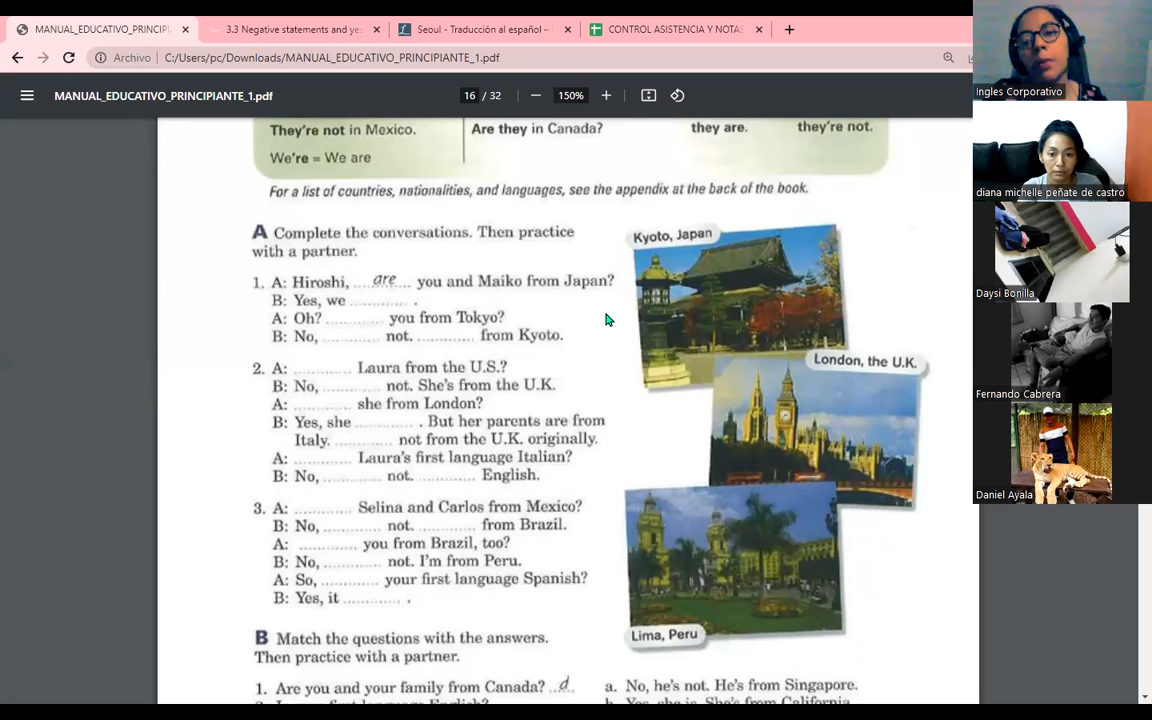 MANUAL_EDUCATIVO_PRINCIPI
3.3 Negative statements and ye
Seoul - Traducción al español –
CONTROL ASISTENCIA Y NOTAS
Archivo C:/Users/pc/Downloads/MANUAL_EDUCATIVO_PRINCIPIANTE_1.pdf
MANUAL_EDUCATIVO_PRINCIPIANTE_1.pdf 16 / 32 150%
They're not in Mexico. Are they in Canada? they are. they're not.
We're = We are
For a list of countries, nationalities, and languages, see the appendix at the back of the book.
A Complete the conversations. Then practice
with a partner.
1. A: Hiroshi, ....are.... you and Maiko from Japan?
B: Yes, we ............ .
A: Oh? ............ you from Tokyo?
B: No, ............ not. ............ from Kyoto.
2. A: ............ Laura from the U.S.?
B: No, ............ not. She's from the U.K.
A: ............ she from London?
B: Yes, she ............ . But her parents are from
Italy. ............ not from the U.K. originally.
A: ............ Laura's first language Italian?
B: No, ............ not. ............ English.
3. A: ............ Selina and Carlos from Mexico?
B: No, ............ not. ............ from Brazil.
A: ............ you from Brazil, too?
B: No, ............ not. I'm from Peru.
A: So, ............ your first language Spanish?
B: Yes, it ............ .
Kyoto, Japan
London, the U.K.
Lima, Peru
B Match the questions with the answers.
Then practice with a partner.
1. Are you and your family from Canada? ...d... a. No, he's not. He's from Singapore.
b. Yes, she is. She's from California.
Ingles Corporativo
diana michelle peñate de castro
Daysi Bonilla
Fernando Cabrera
Daniel Ayala